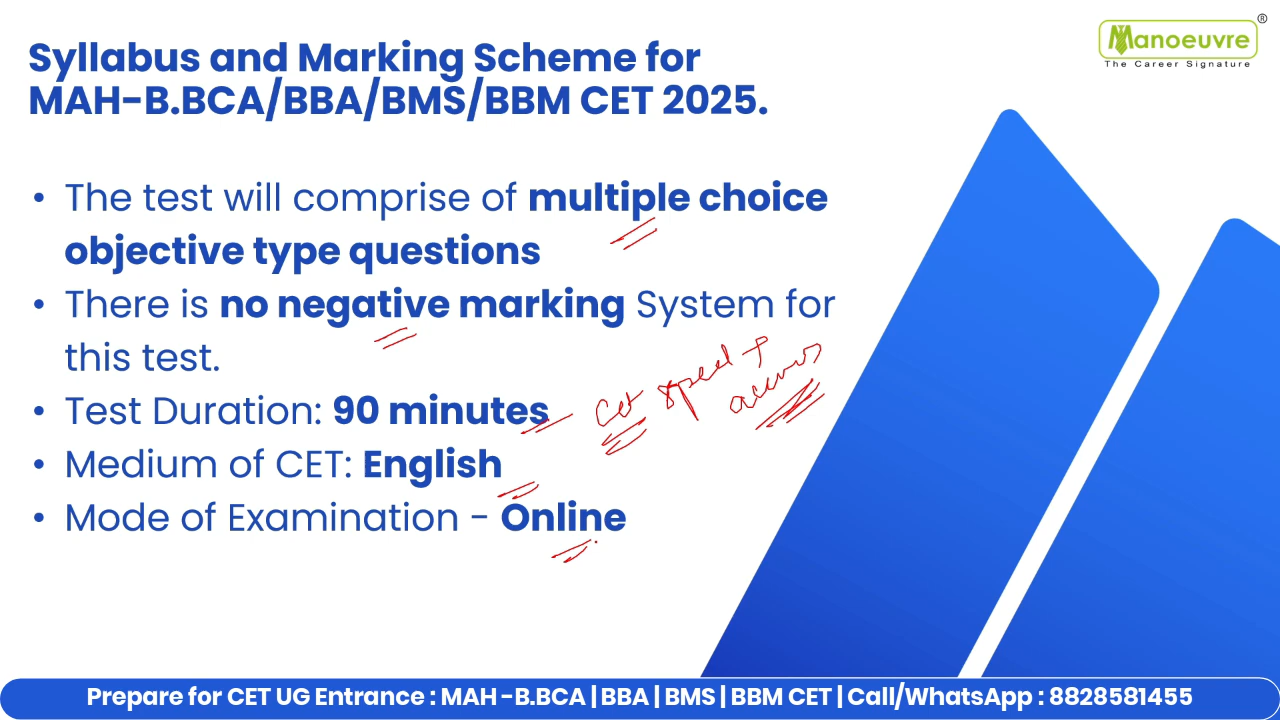 Syllabus and Marking Scheme for
MAH-B.BCA/BBA/BMS/BBM CET 2025.
Manoeuvre ®
The Career Signature
• The test will comprise of multiple choice
objective type questions
• There is no negative marking System for
this test.
• Test Duration: 90 minutes
Cet speed +
• Medium of CET: English
• Mode of Examination - Online
Prepare for CET UG Entrance : MAH -B.BCA | BBA | BMS | BBM CET | Call/WhatsApp : 8828581455